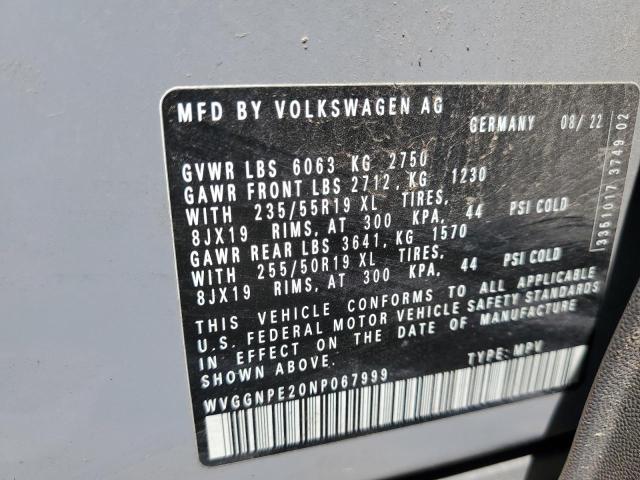 MFD BY VOLKSWAGEN AG GERMANY 08/22
GVWR LBS 6063 KG 2750
GAWR FRONT LBS 2712, KG 1230
WITH 235/55R19 XL TIRES,
8JX19 RIMS, AT 300 KPA, 44 PSI COLD
GAWR REAR LBS 3641, KG 1570
WITH 255/50R19 XL TIRES,
8JX19 RIMS, AT 300 KPA, 44 PSI COLD
THIS VEHICLE CONFORMS TO ALL APPLICABLE
U.S. FEDERAL MOTOR VEHICLE SAFETY STANDARDS
IN EFFECT ON THE DATE OF MANUFACTURE
SHOWN ABOVE.
TYPE: MPV
WVGGNPE20NP067999
3351017 3749 02